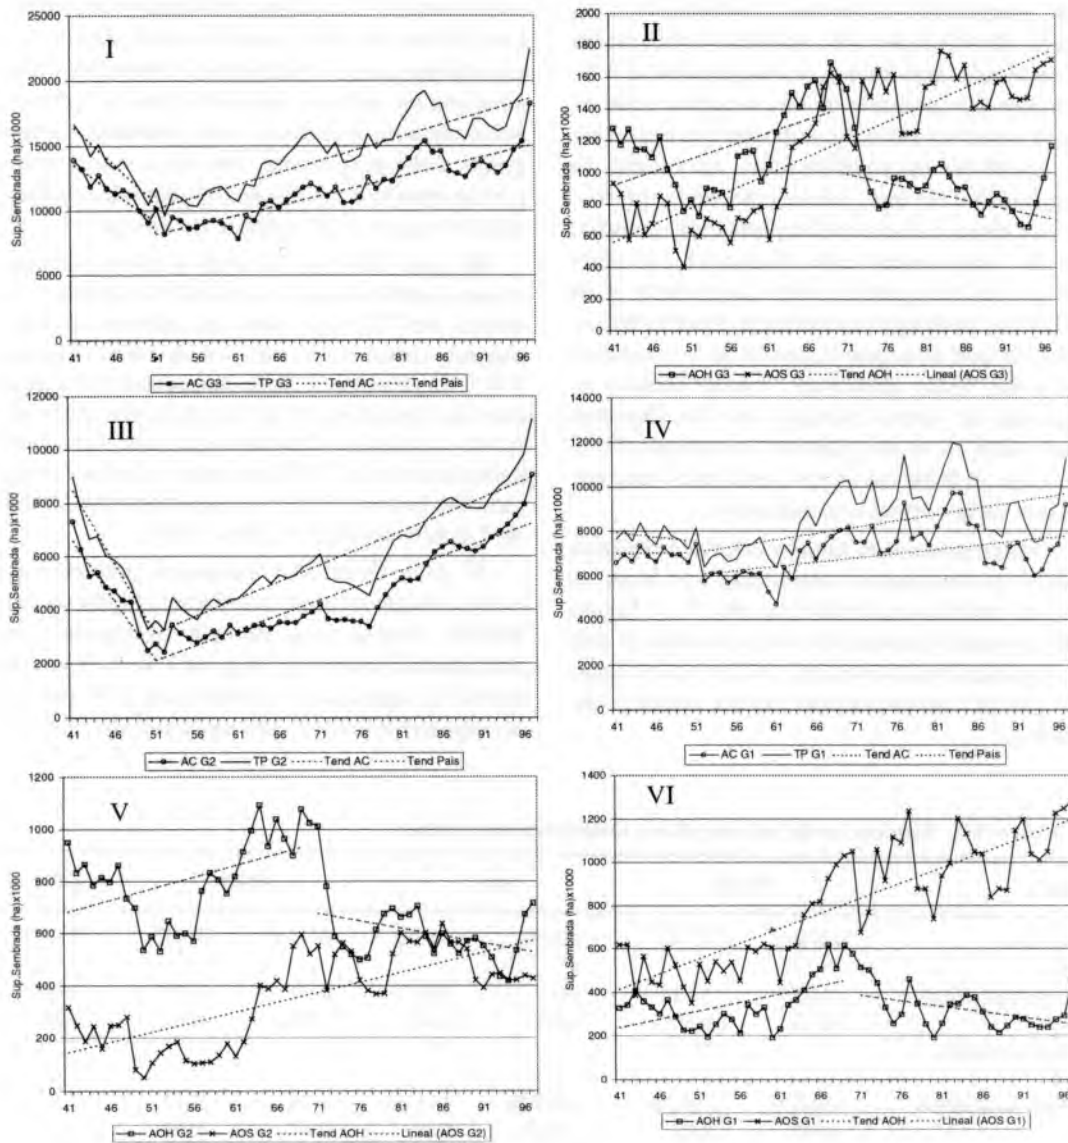 I
Sup.Sembrada (ha)x1000
25000
20000
15000
10000
5000
0
41 46 51 56 61 66 71 76 81 86 91 96
AC G3 TP G3 Tend AC Tend Pais
II
Sup.Sembrada (ha)x1000
2000
1800
1600
1400
1200
1000
800
600
400
200
0
41 46 51 56 61 66 71 76 81 86 91 96
AOH G3 AOS G3 Tend AOH Lineal (AOS G3)
III
Sup.Sembrada (ha)x1000
12000
10000
8000
6000
4000
2000
0
41 46 51 56 61 66 71 76 81 86 91 96
AC G2 TP G2 Tend AC Tend Pais
IV
Sup.Sembrada (ha)x1000
14000
12000
10000
8000
6000
4000
2000
0
41 46 51 56 61 66 71 76 81 86 91 96
AC G1 TP G1 Tend AC Tend Pais
V
Sup.Sembrada (ha)x1000
1200
1000
800
600
400
200
0
41 46 51 56 61 66 71 76 81 86 91 96
AOH G2 AOS G2 Tend AOH Lineal (AOS G2)
VI
Sup.Sembrada (ha)x1000
1400
1200
1000
800
600
400
200
0
41 46 51 56 61 66 71 76 81 86 91 96
AOH G1 AOS G1 Tend AOH Lineal (AOS G1)